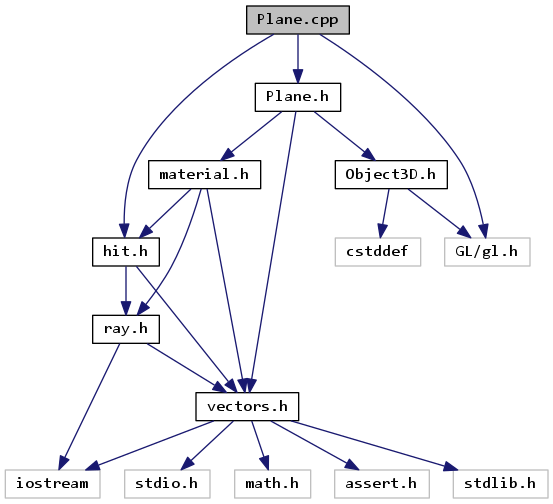 Plane.cpp
Plane.h
material.h
Object3D.h
hit.h
cstddef
GL/gl.h
ray.h
vectors.h
iostream
stdio.h
math.h
assert.h
stdlib.h